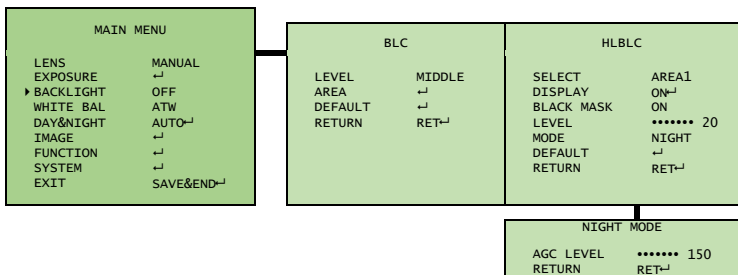 MAIN MENU
LENS MANUAL
EXPOSURE ↵
▶ BACKLIGHT OFF
WHITE BAL ATW
DAY&NIGHT AUTO↵
IMAGE ↵
FUNCTION ↵
SYSTEM ↵
EXIT SAVE&END↵
BLC
LEVEL MIDDLE
AREA ↵
DEFAULT ↵
RETURN RET↵
HLBLC
SELECT AREA1
DISPLAY ON↵
BLACK MASK ON
LEVEL ••••••• 20
MODE NIGHT
DEFAULT ↵
RETURN RET↵
NIGHT MODE
AGC LEVEL ••••••• 150
RETURN RET↵